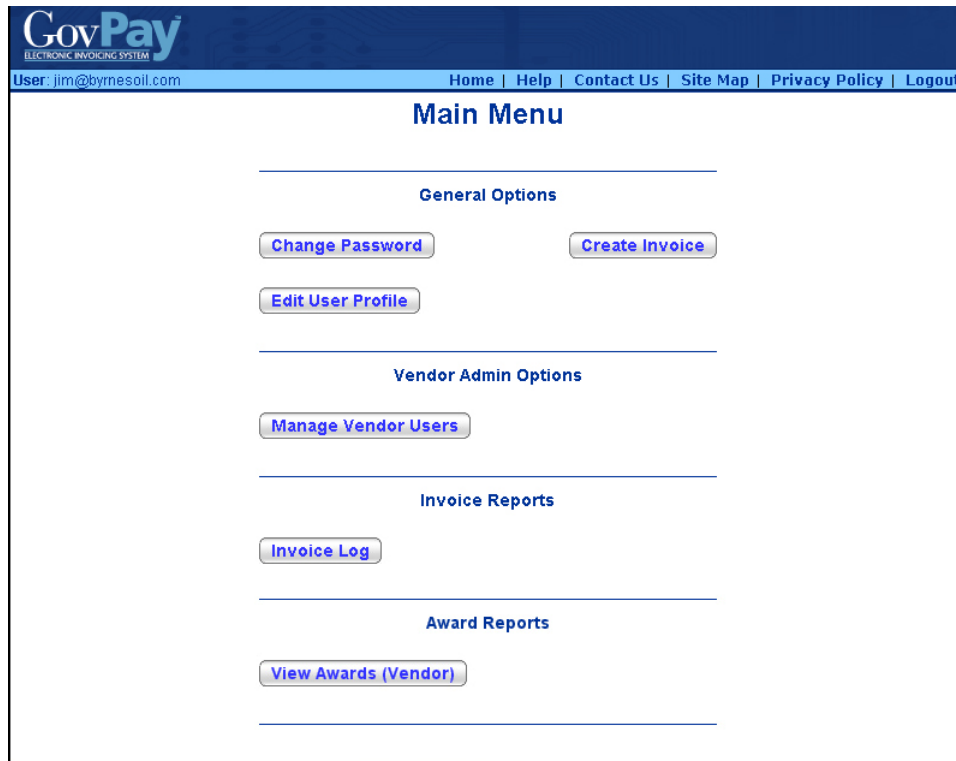 GovPay
ELECTRONIC INVOICING SYSTEM
User: jim@byrnesoil.com Home | Help | Contact Us | Site Map | Privacy Policy | Logout
Main Menu
General Options
Change Password Create Invoice
Edit User Profile
Vendor Admin Options
Manage Vendor Users
Invoice Reports
Invoice Log
Award Reports
View Awards (Vendor)